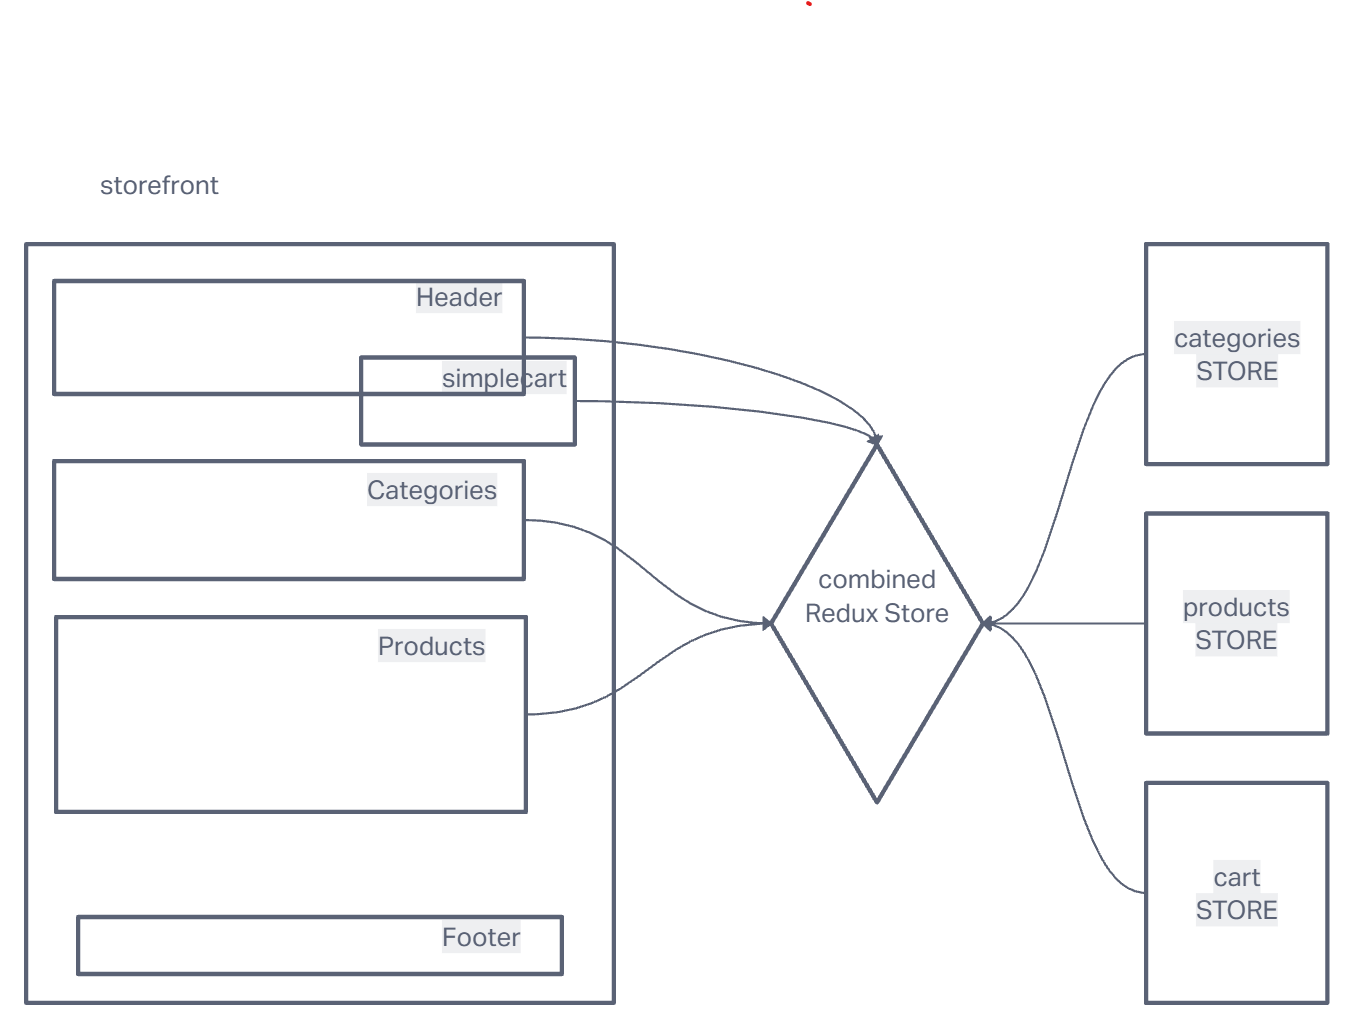 storefront
Header
simplecart
Categories
Products
Footer
combined
Redux Store
categories
STORE
products
STORE
cart
STORE